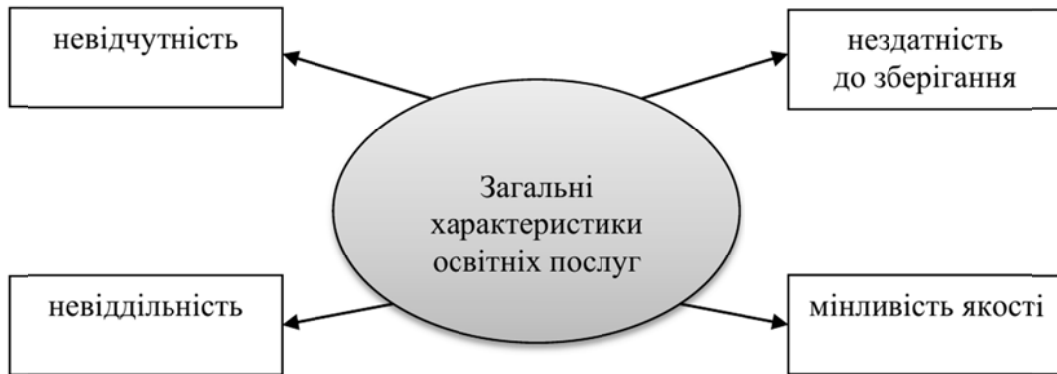 невідчутність
нездатність
до зберігання
Загальні
характеристики
освітніх послуг
невіддільність
мінливість якості